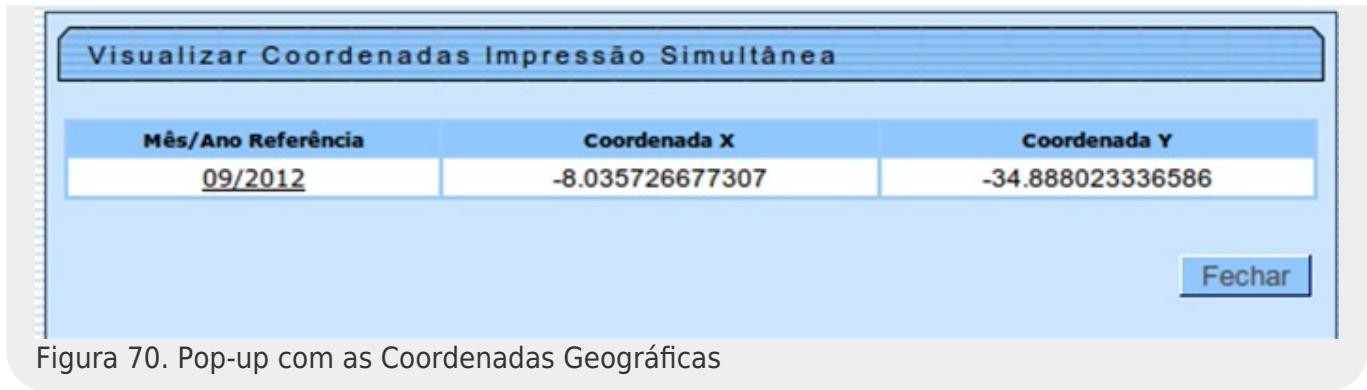 Visualizar Coordenadas Impressão Simultânea
Mês/Ano Referência Coordenada X Coordenada Y
09/2012 -8.035726677307 -34.888023336586
Fechar
Figura 70. Pop-up com as Coordenadas Geográficas